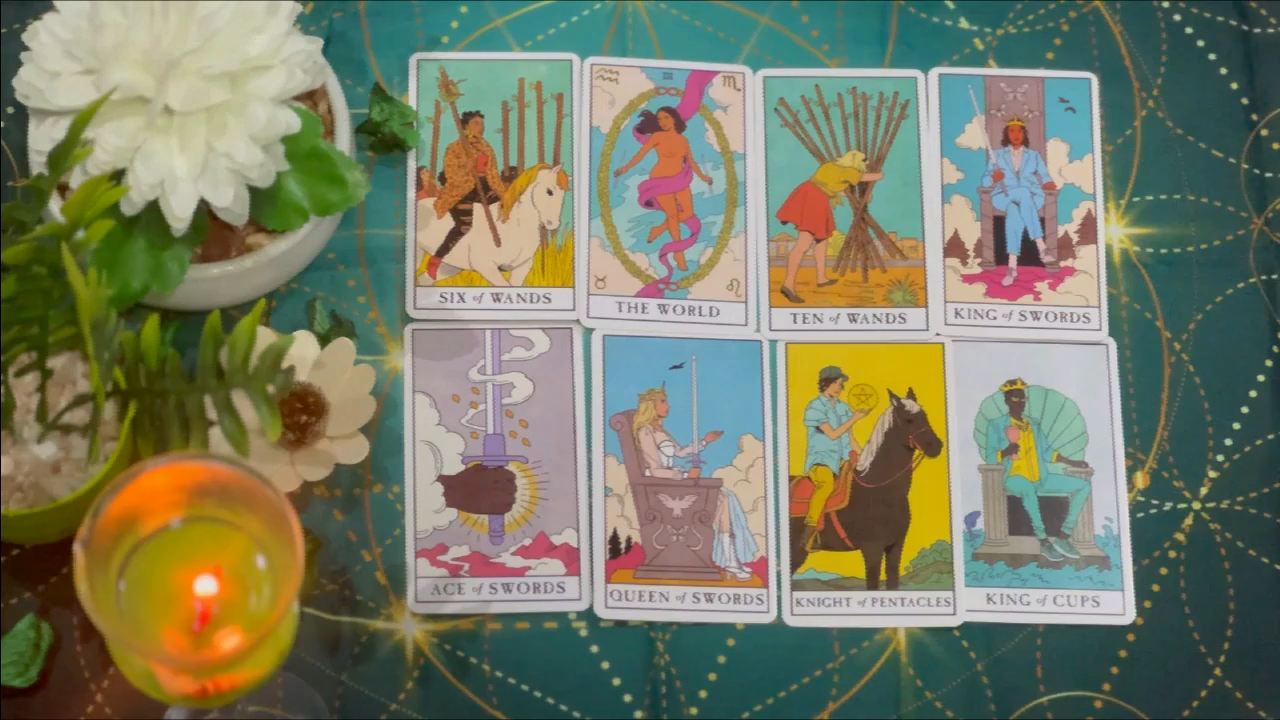 SIX of WANDS
THE WORLD
TEN of WANDS
KING of SWORDS
ACE of SWORDS
QUEEN of SWORDS
KNIGHT of PENTACLES
KING of CUPS